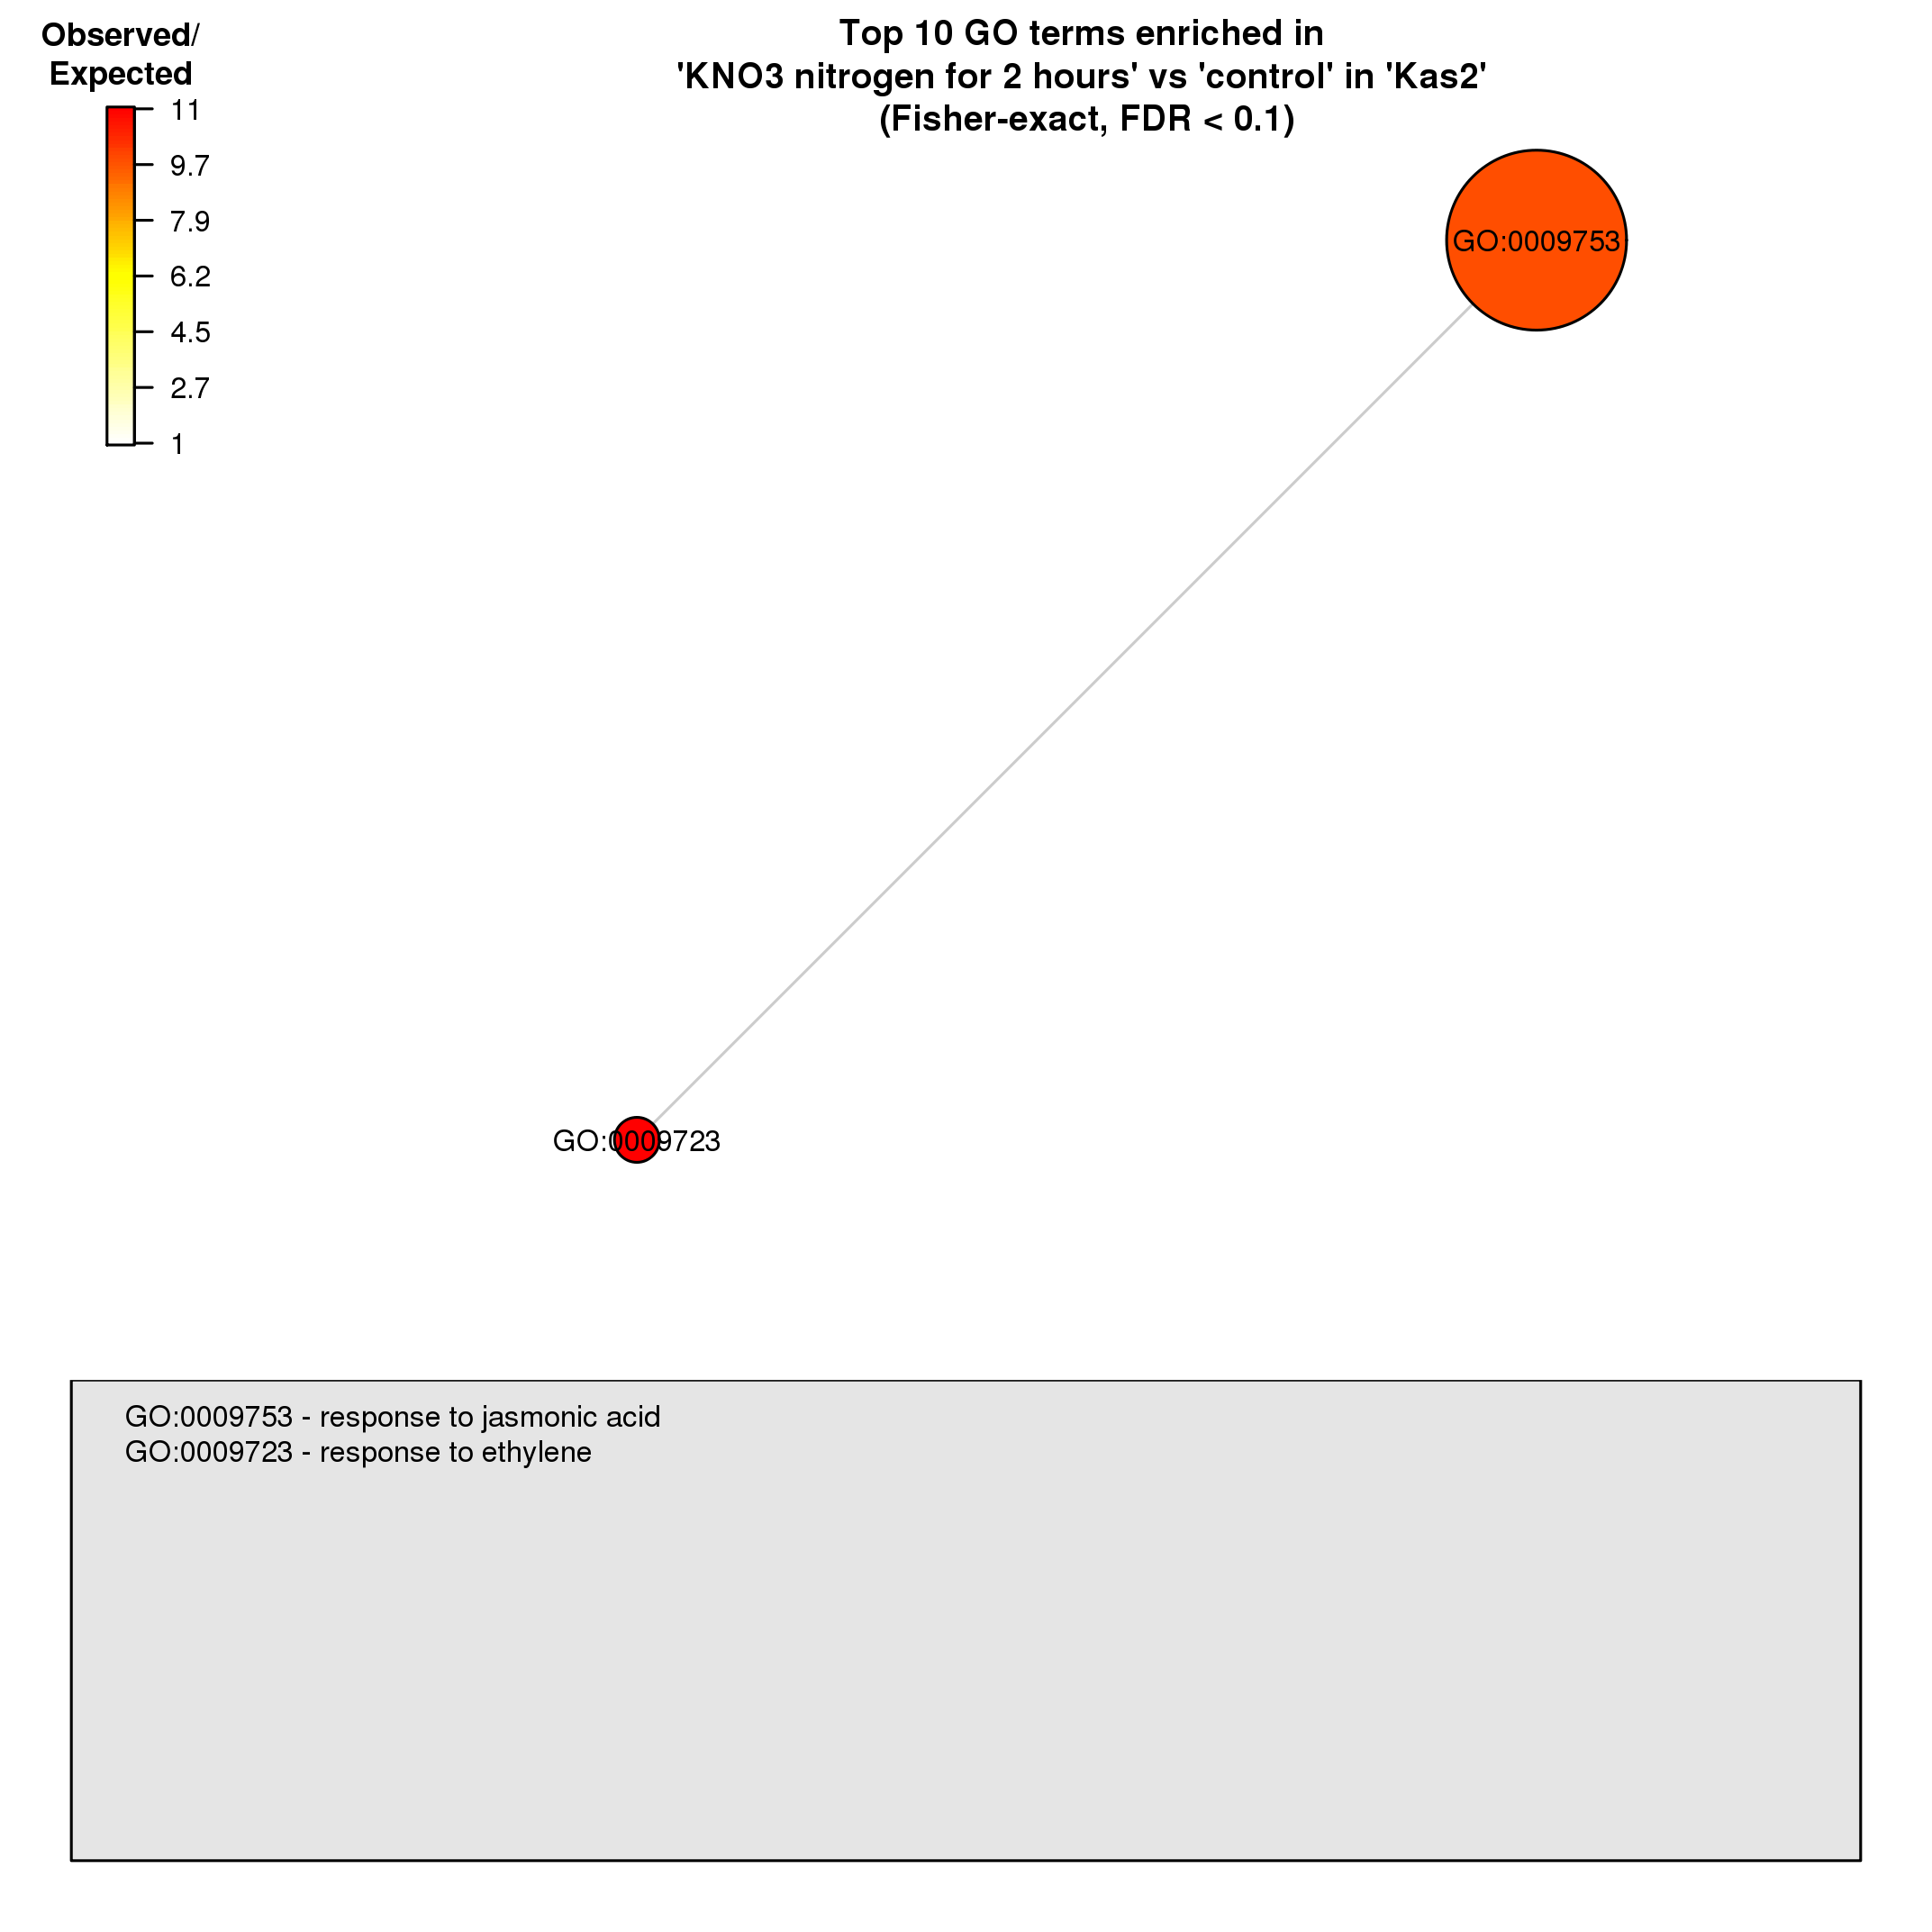 Observed/
Expected
11
9.7
7.9
6.2
4.5
2.7
1
Top 10 GO terms enriched in
'KNO3 nitrogen for 2 hours' vs 'control' in 'Kas2'
(Fisher-exact, FDR < 0.1)
GO:0009753
GO:0009723
GO:0009753 - response to jasmonic acid
GO:0009723 - response to ethylene